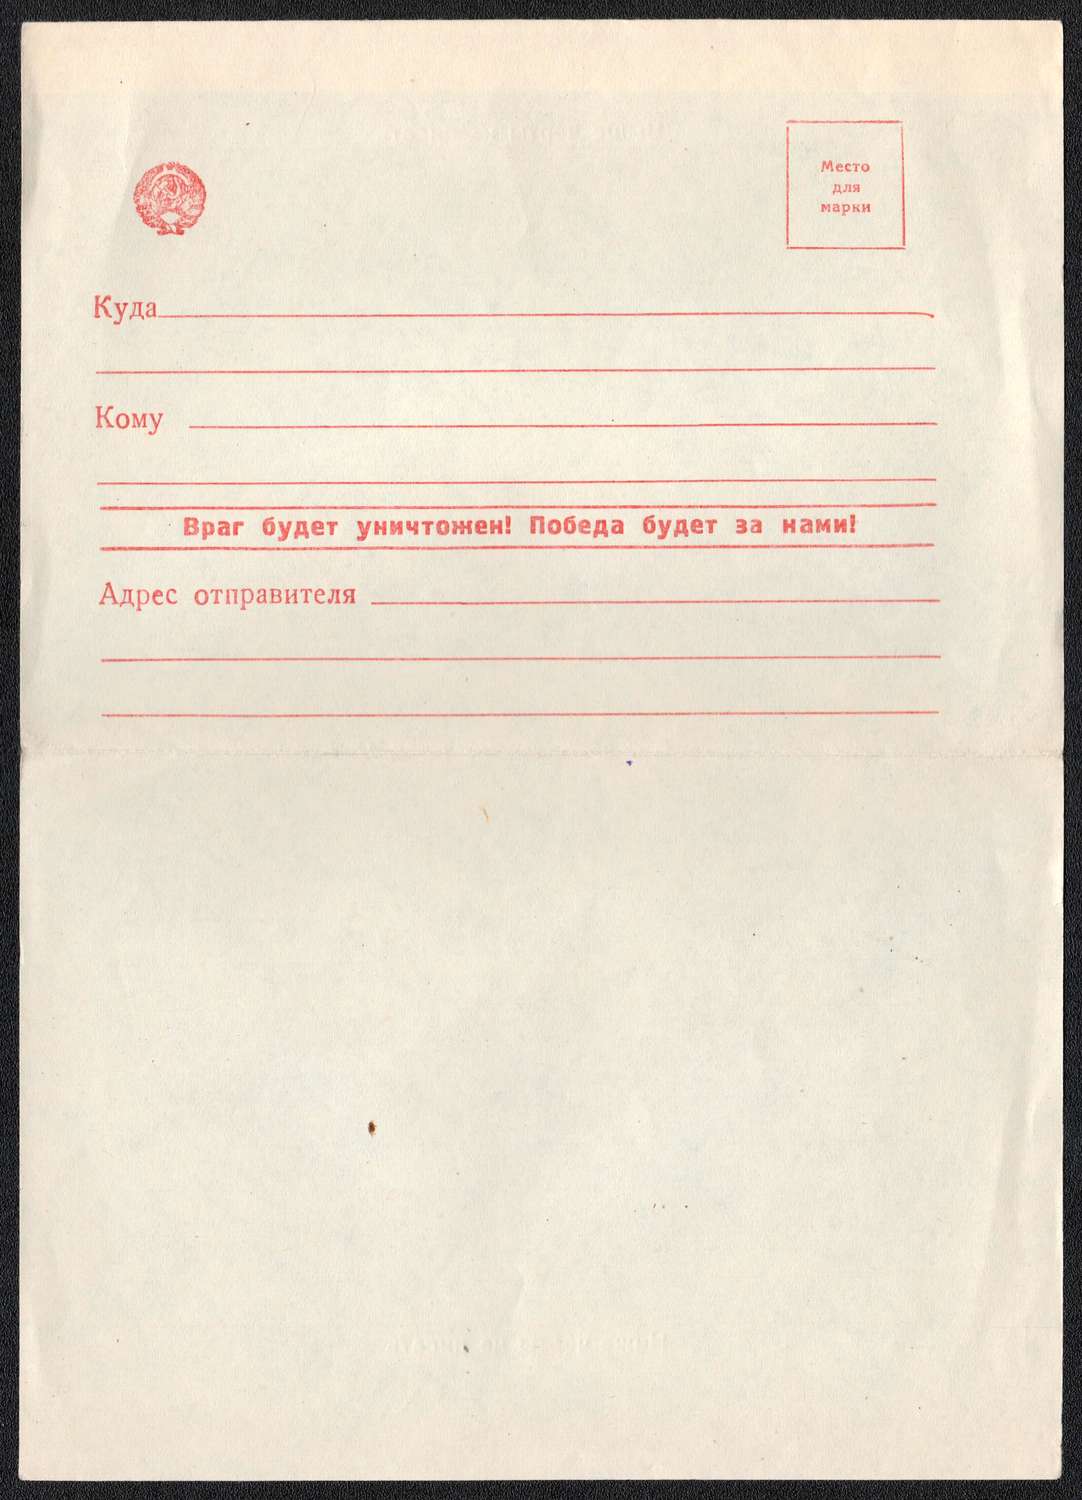 Место
для
марки
Куда
Кому
Враг будет уничтожен! Победа будет за нами!
Адрес отправителя